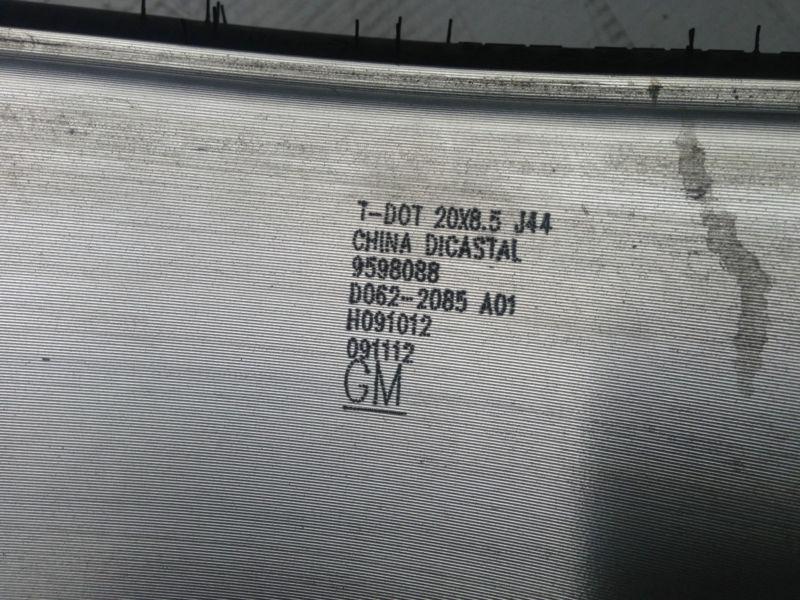 T-DOT 20X8.5 J44
CHINA DICASTAL
9598088
D062-2085 A01
H091012
091112
GM